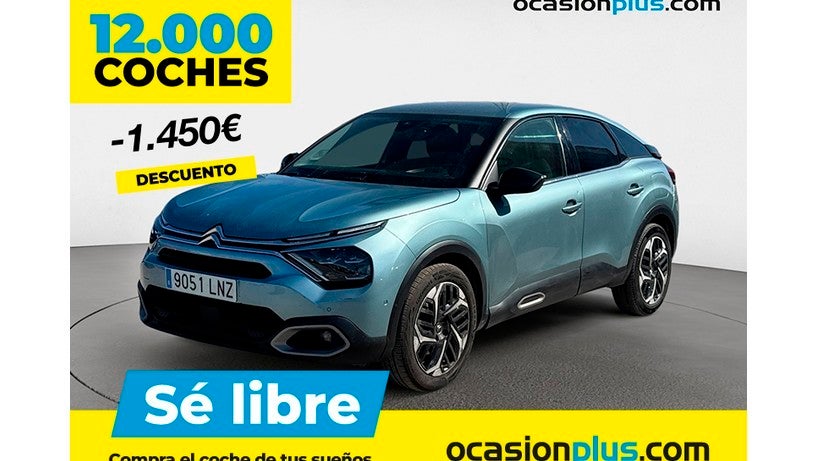 ocasionplus.com
12.000
COCHES
-1.450€
DESCUENTO
9051 LNZ
Sé libre
Compra el coche de tus sueños
ocasionplus.com